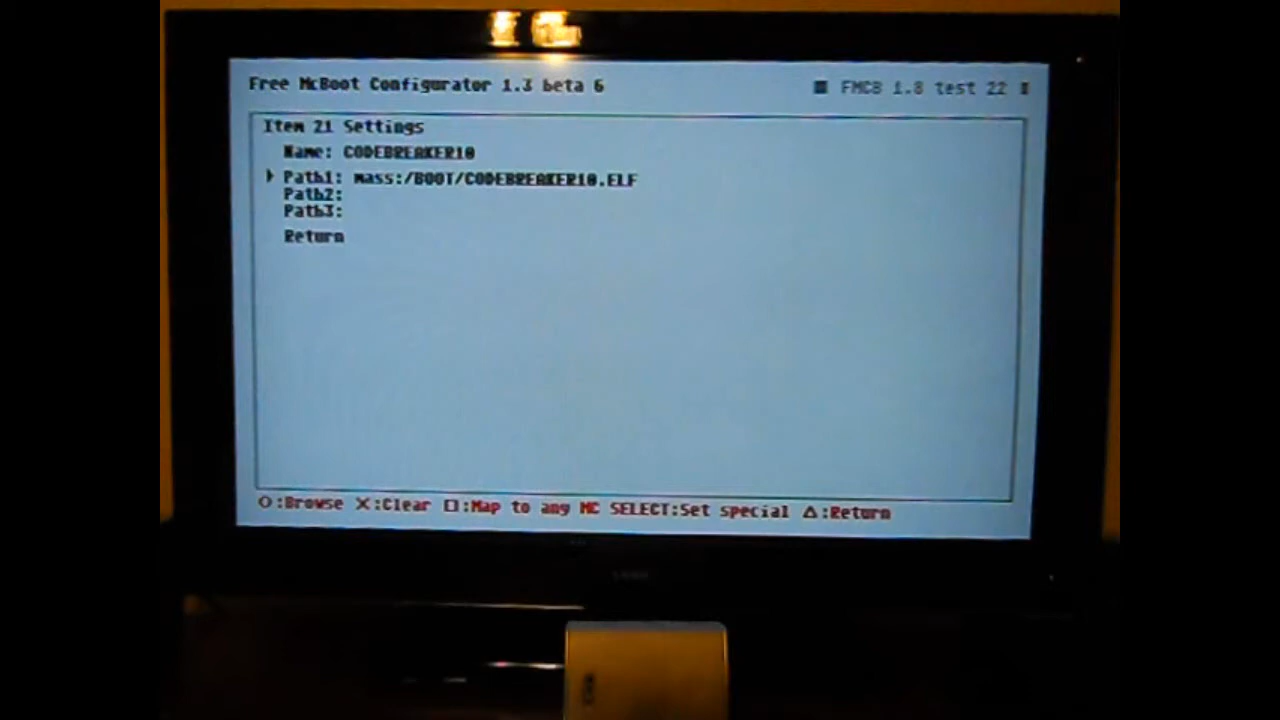 Free McBoot Configurator 1.3 beta 6
FMCB 1.8 test 22
Item 21 Settings
Name: CODEBREAKER10
Path1: mass:/BOOT/CODEBREAKER10.ELF
Path2:
Path3:
Return
O:Browse X:Clear □:Map to any MC SELECT:Set special △:Return